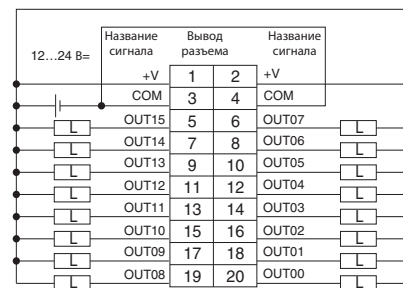 Название сигнала Вывод разъема Название сигнала
12...24 В=
+V 1 2 +V
COM 3 4 COM
OUT15 5 6 OUT07
L L
OUT14 7 8 OUT06
L L
OUT13 9 10 OUT05
L L
OUT12 11 12 OUT04
L L
OUT11 13 14 OUT03
L L
OUT10 15 16 OUT02
L L
OUT09 17 18 OUT01
L L
OUT08 19 20 OUT00
L L